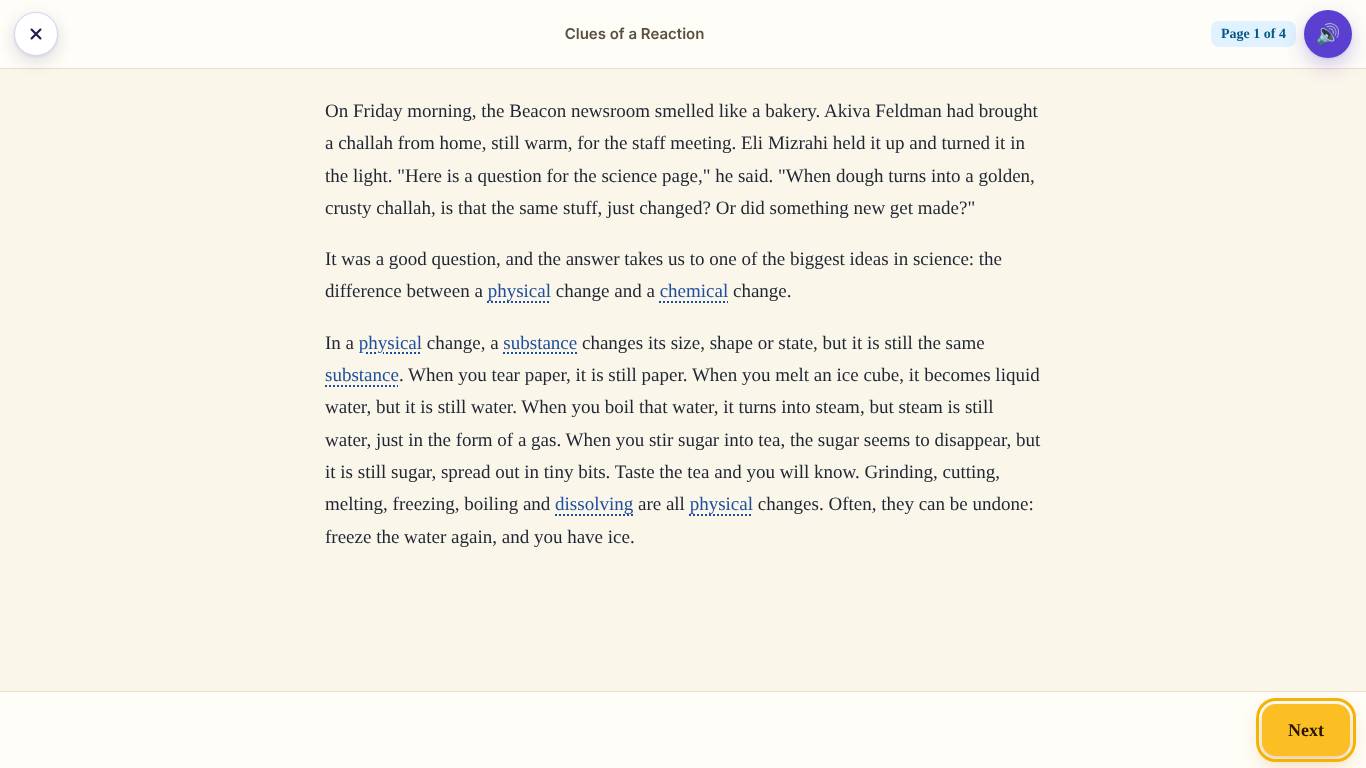 Clues of a Reaction
Page 1 of 4
On Friday morning, the Beacon newsroom smelled like a bakery. Akiva Feldman had brought
a challah from home, still warm, for the staff meeting. Eli Mizrahi held it up and turned it in
the light. "Here is a question for the science page," he said. "When dough turns into a golden,
crusty challah, is that the same stuff, just changed? Or did something new get made?"
It was a good question, and the answer takes us to one of the biggest ideas in science: the
difference between a physical change and a chemical change.
In a physical change, a substance changes its size, shape or state, but it is still the same
substance. When you tear paper, it is still paper. When you melt an ice cube, it becomes liquid
water, but it is still water. When you boil that water, it turns into steam, but steam is still
water, just in the form of a gas. When you stir sugar into tea, the sugar seems to disappear, but
it is still sugar, spread out in tiny bits. Taste the tea and you will know. Grinding, cutting,
melting, freezing, boiling and dissolving are all physical changes. Often, they can be undone:
freeze the water again, and you have ice.
Next